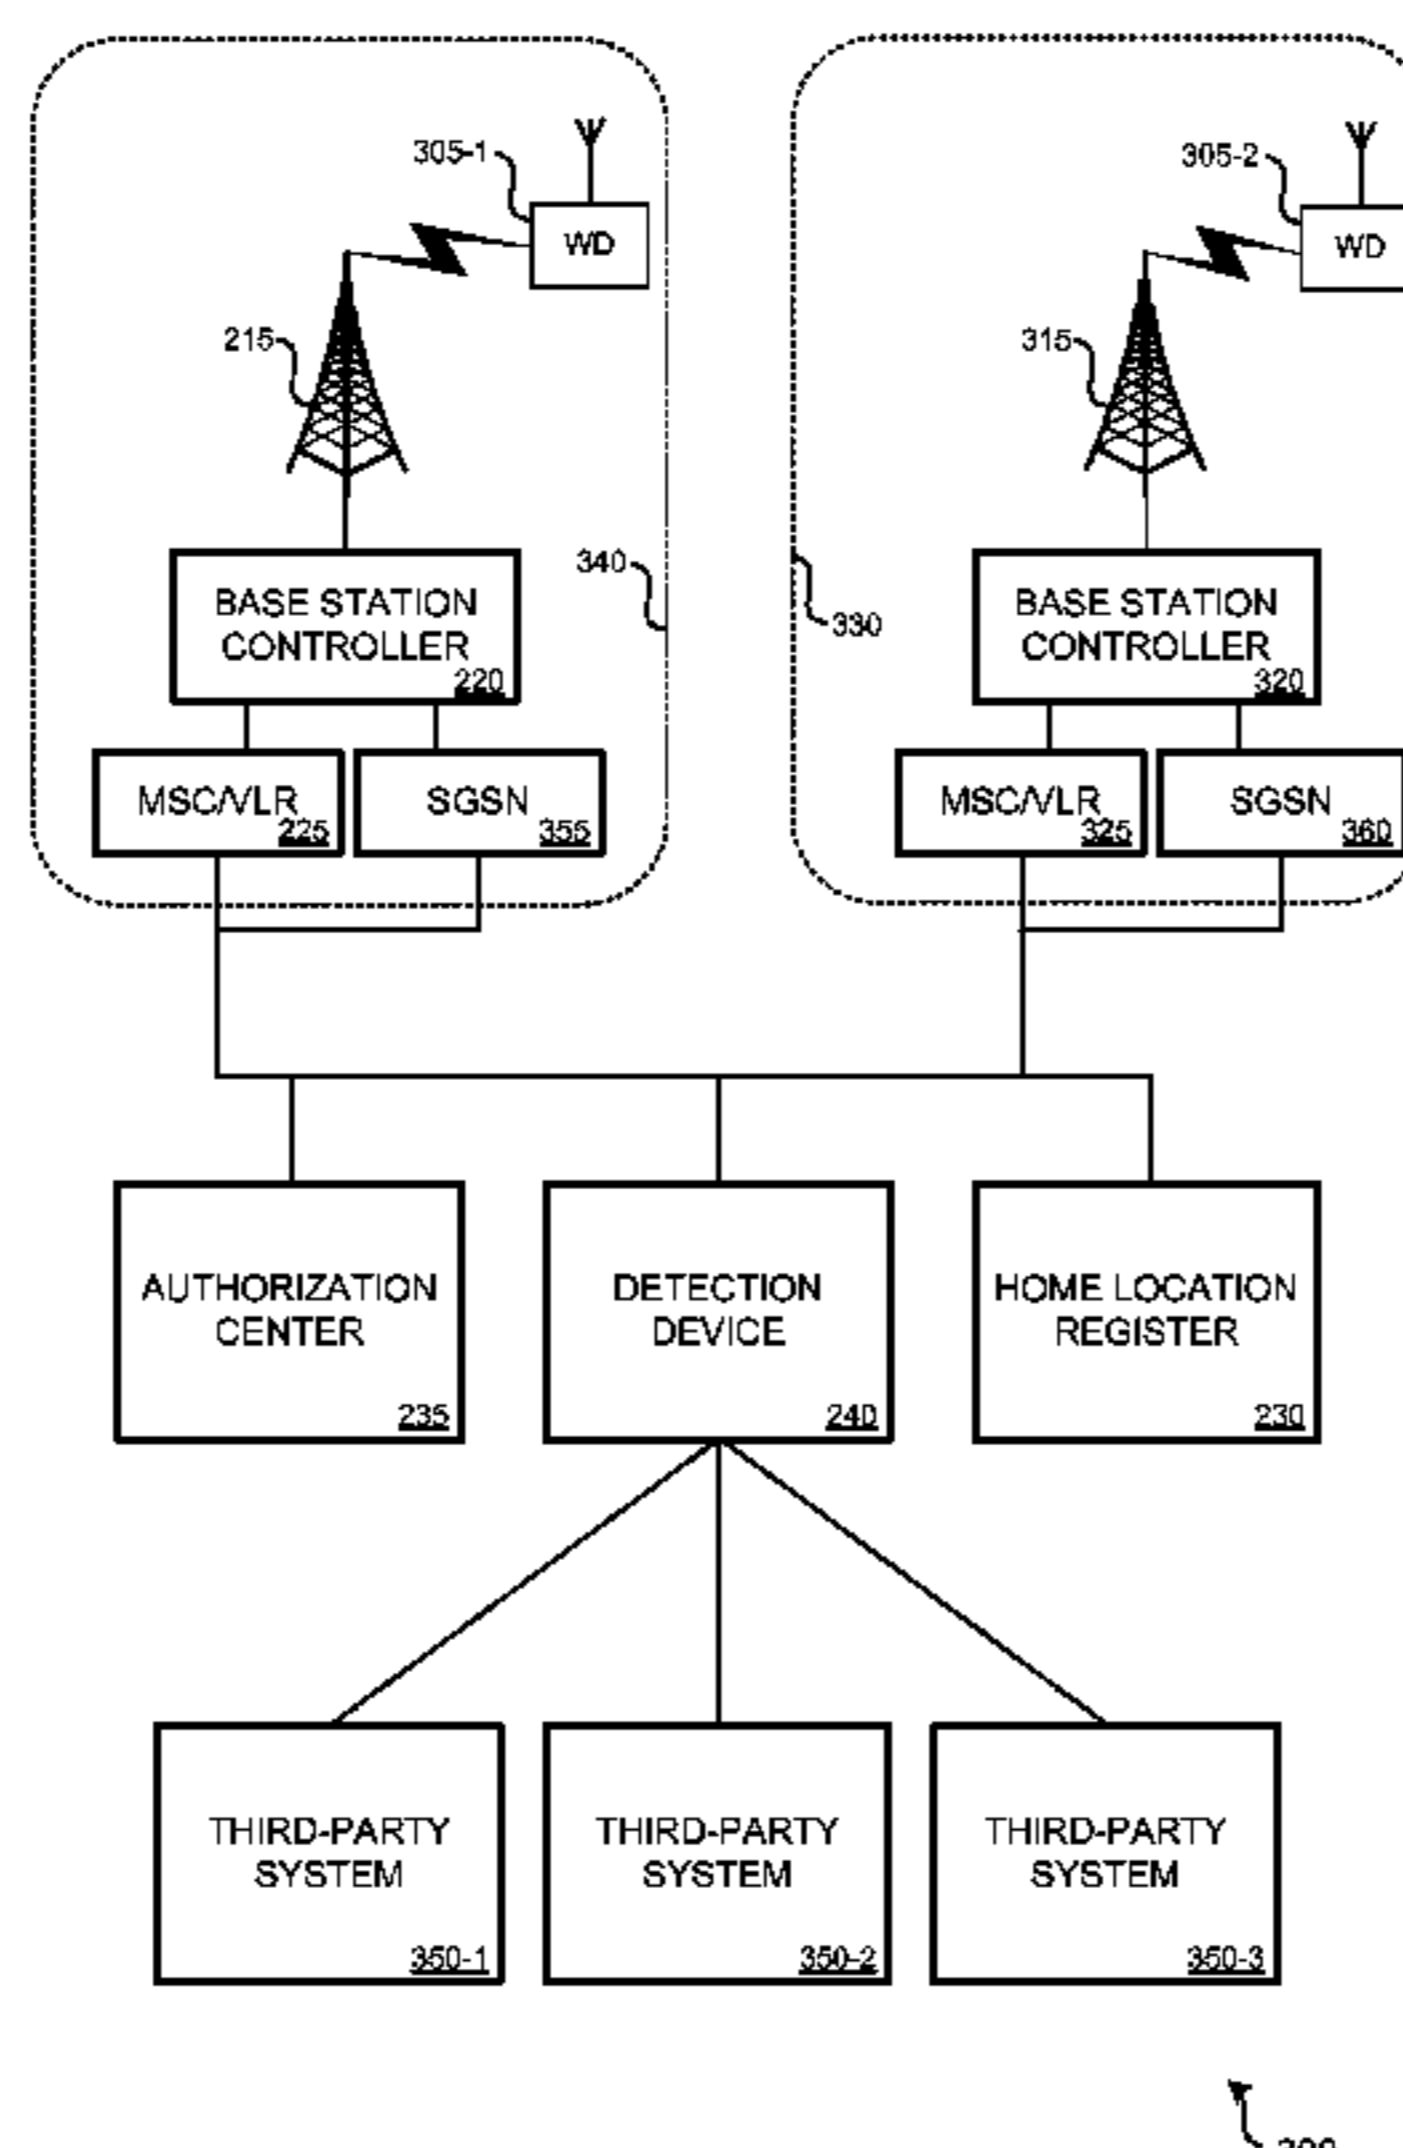 305-1
WD
305-2
WD
215
315
340
330
BASE STATION
CONTROLLER
220
BASE STATION
CONTROLLER
320
MSC/VLR
225
SGSN
355
MSC/VLR
325
SGSN
360
AUTHORIZATION
CENTER
235
DETECTION
DEVICE
240
HOME LOCATION
REGISTER
230
THIRD-PARTY
SYSTEM
350-1
THIRD-PARTY
SYSTEM
350-2
THIRD-PARTY
SYSTEM
350-3